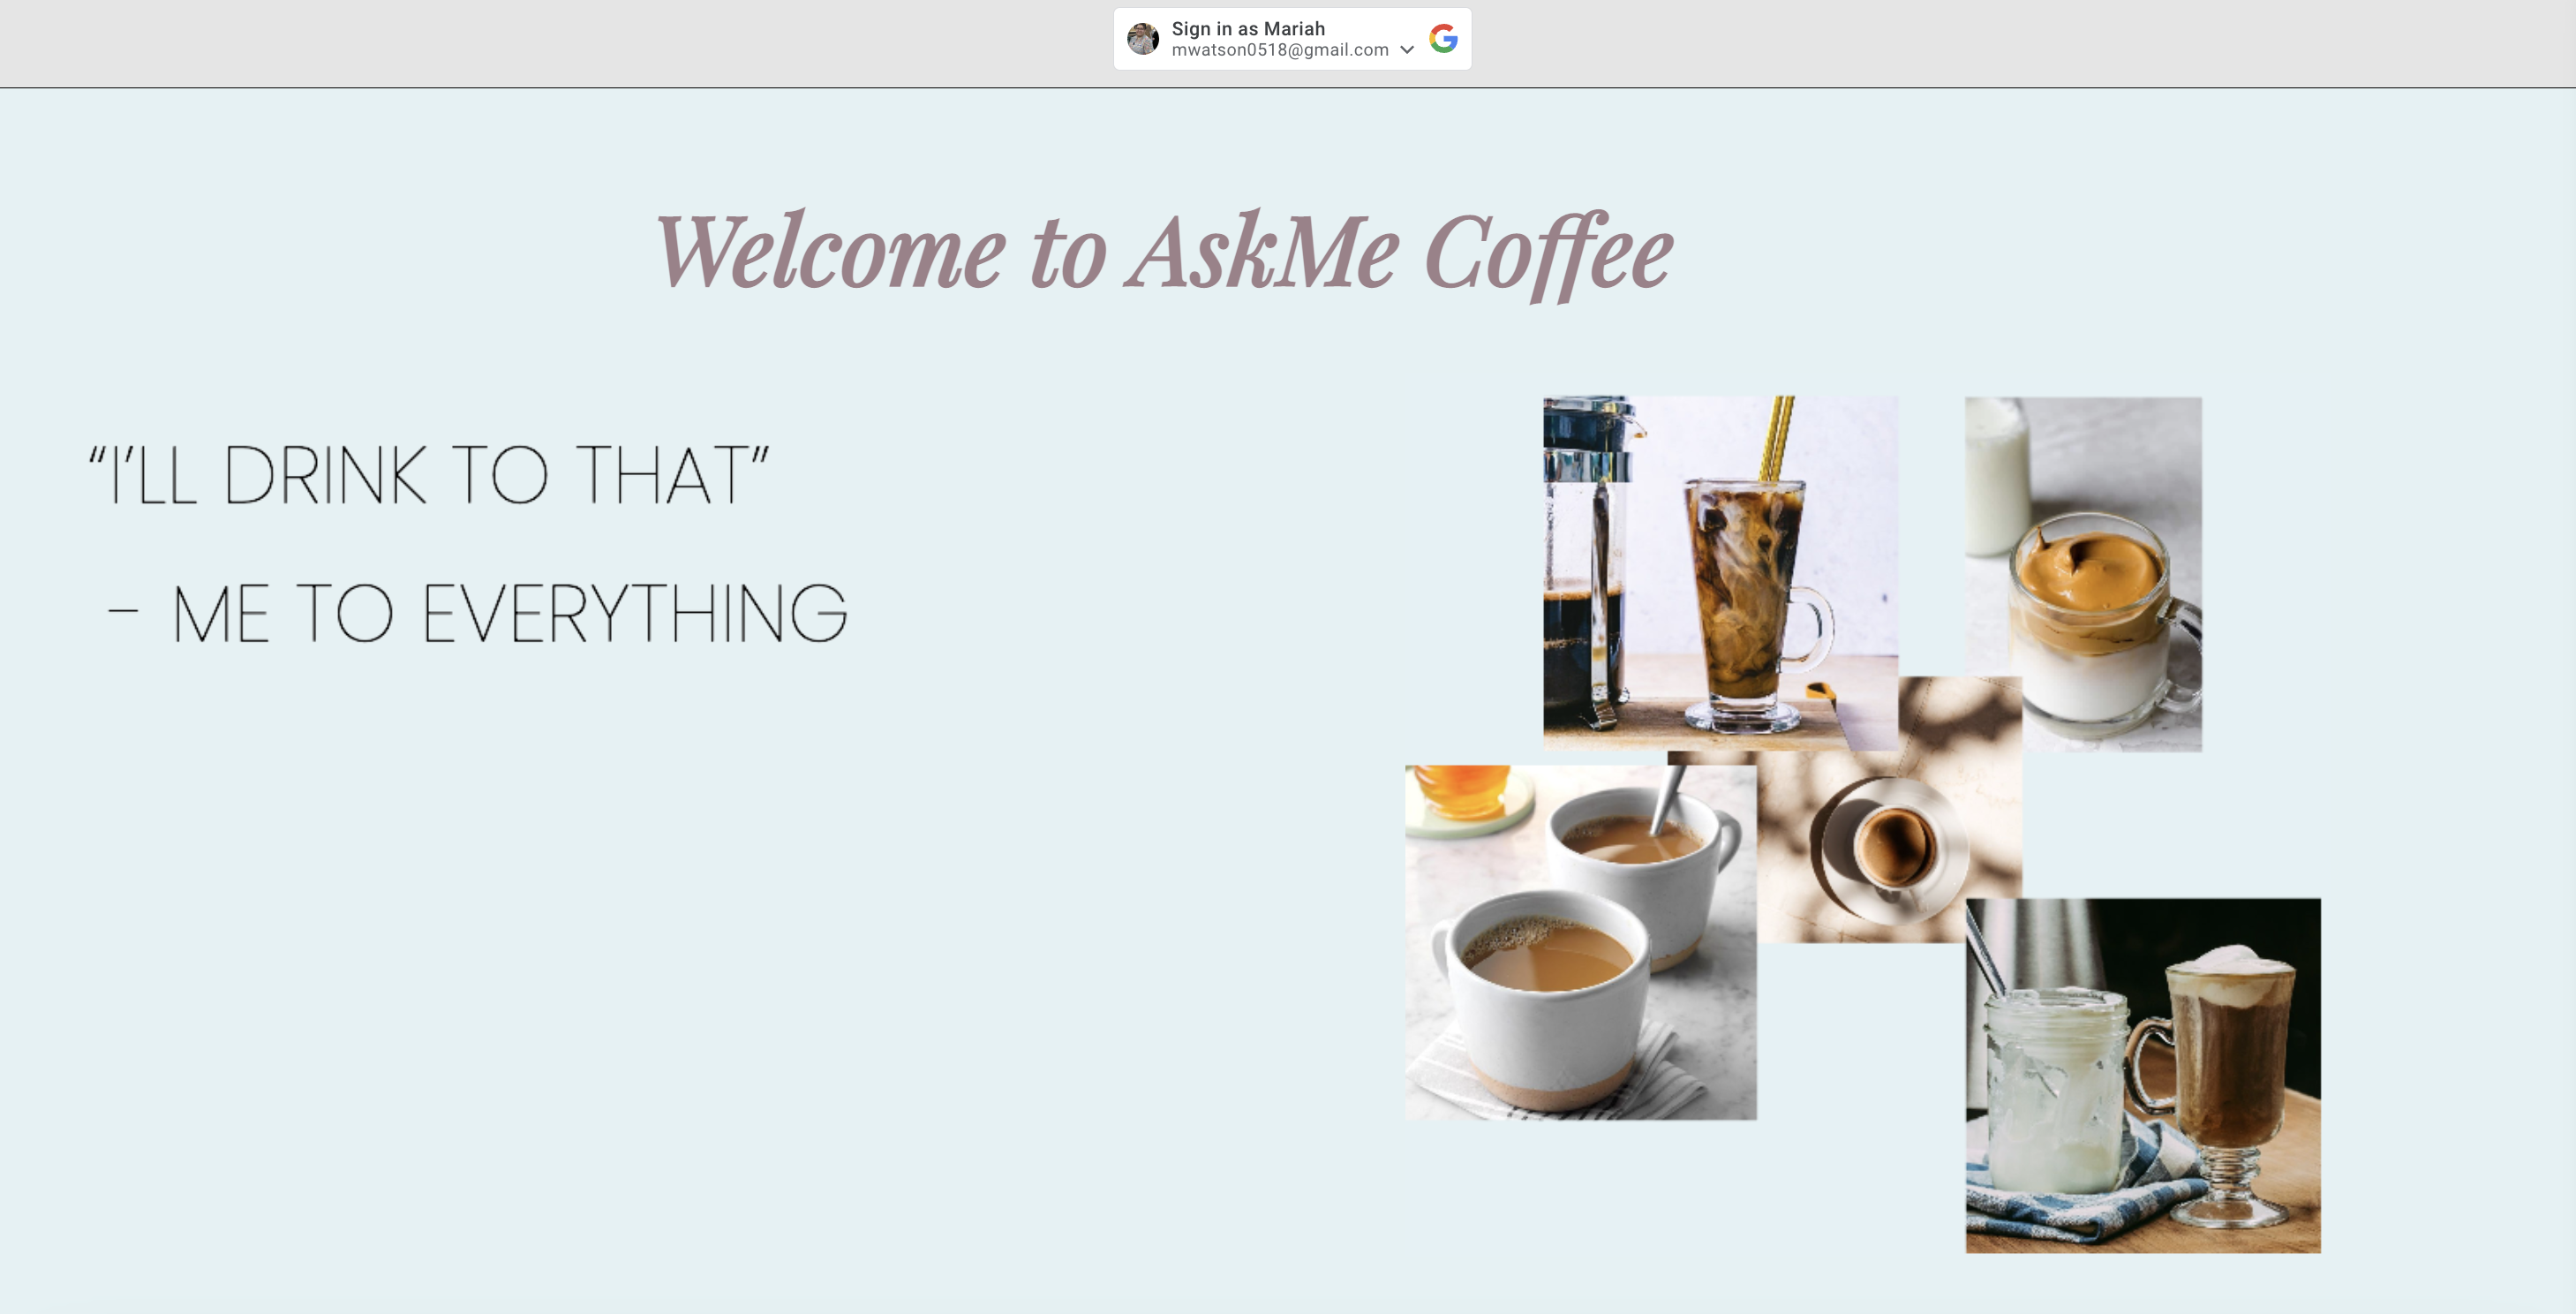 Sign in as Mariah
mwatson0518@gmail.com
Welcome to AskMe Coffee
“I’LL DRINK TO THAT”
– ME TO EVERYTHING